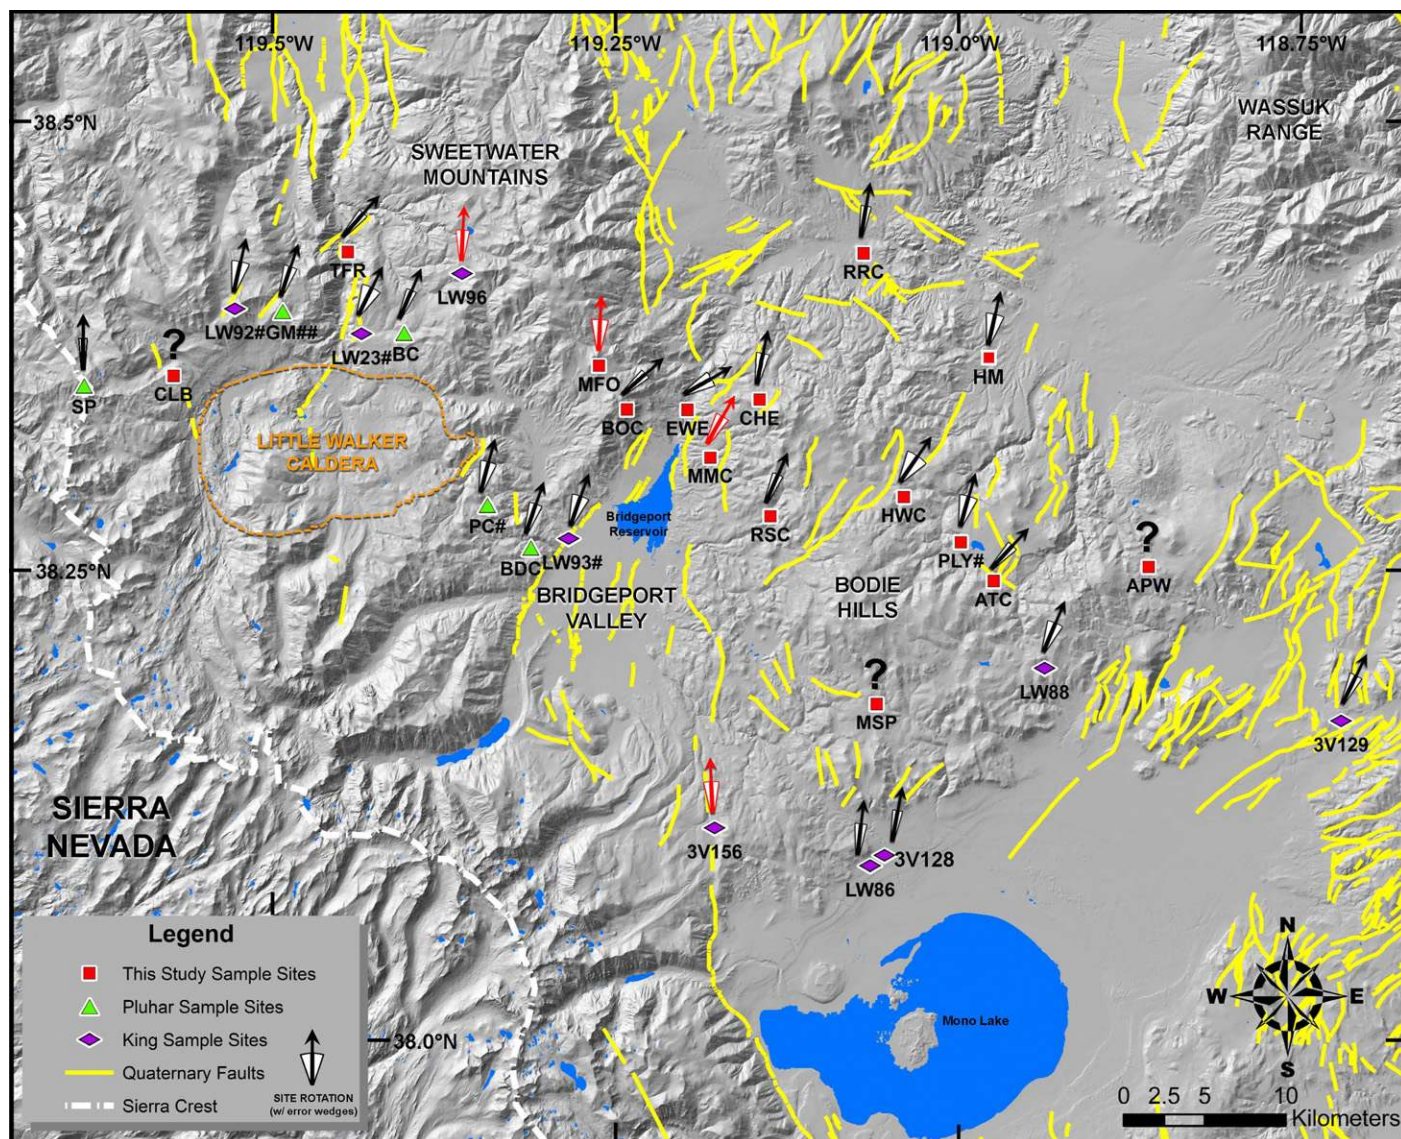 119.5°W
119.25°W
119.0°W
118.75°W
38.5°N
WASSUK
RANGE
SWEETWATER
MOUNTAINS
TFR
LW96
RRC
LW92#
GM##
LW23#
BC
?
SP
CLB
MFO
HM
BOC
EWE
CHE
LITTLE WALKER
CALDERA
MMC
PC#
HWC
Bridgeport
Reservoir
RSC
BDC
LW93#
PLY#
?
38.25°N
BRIDGEPORT
VALLEY
BODIE
HILLS
ATC
APW
?
LW88
MSP
3V129
SIERRA
NEVADA
3V156
3V128
LW86
Legend
This Study Sample Sites
Pluhar Sample Sites
King Sample Sites
Quaternary Faults
Sierra Crest
SITE ROTATION
(w/ error wedges)
38.0°N
Mono Lake
N
W
E
S
0 2.5 5 10
Kilometers